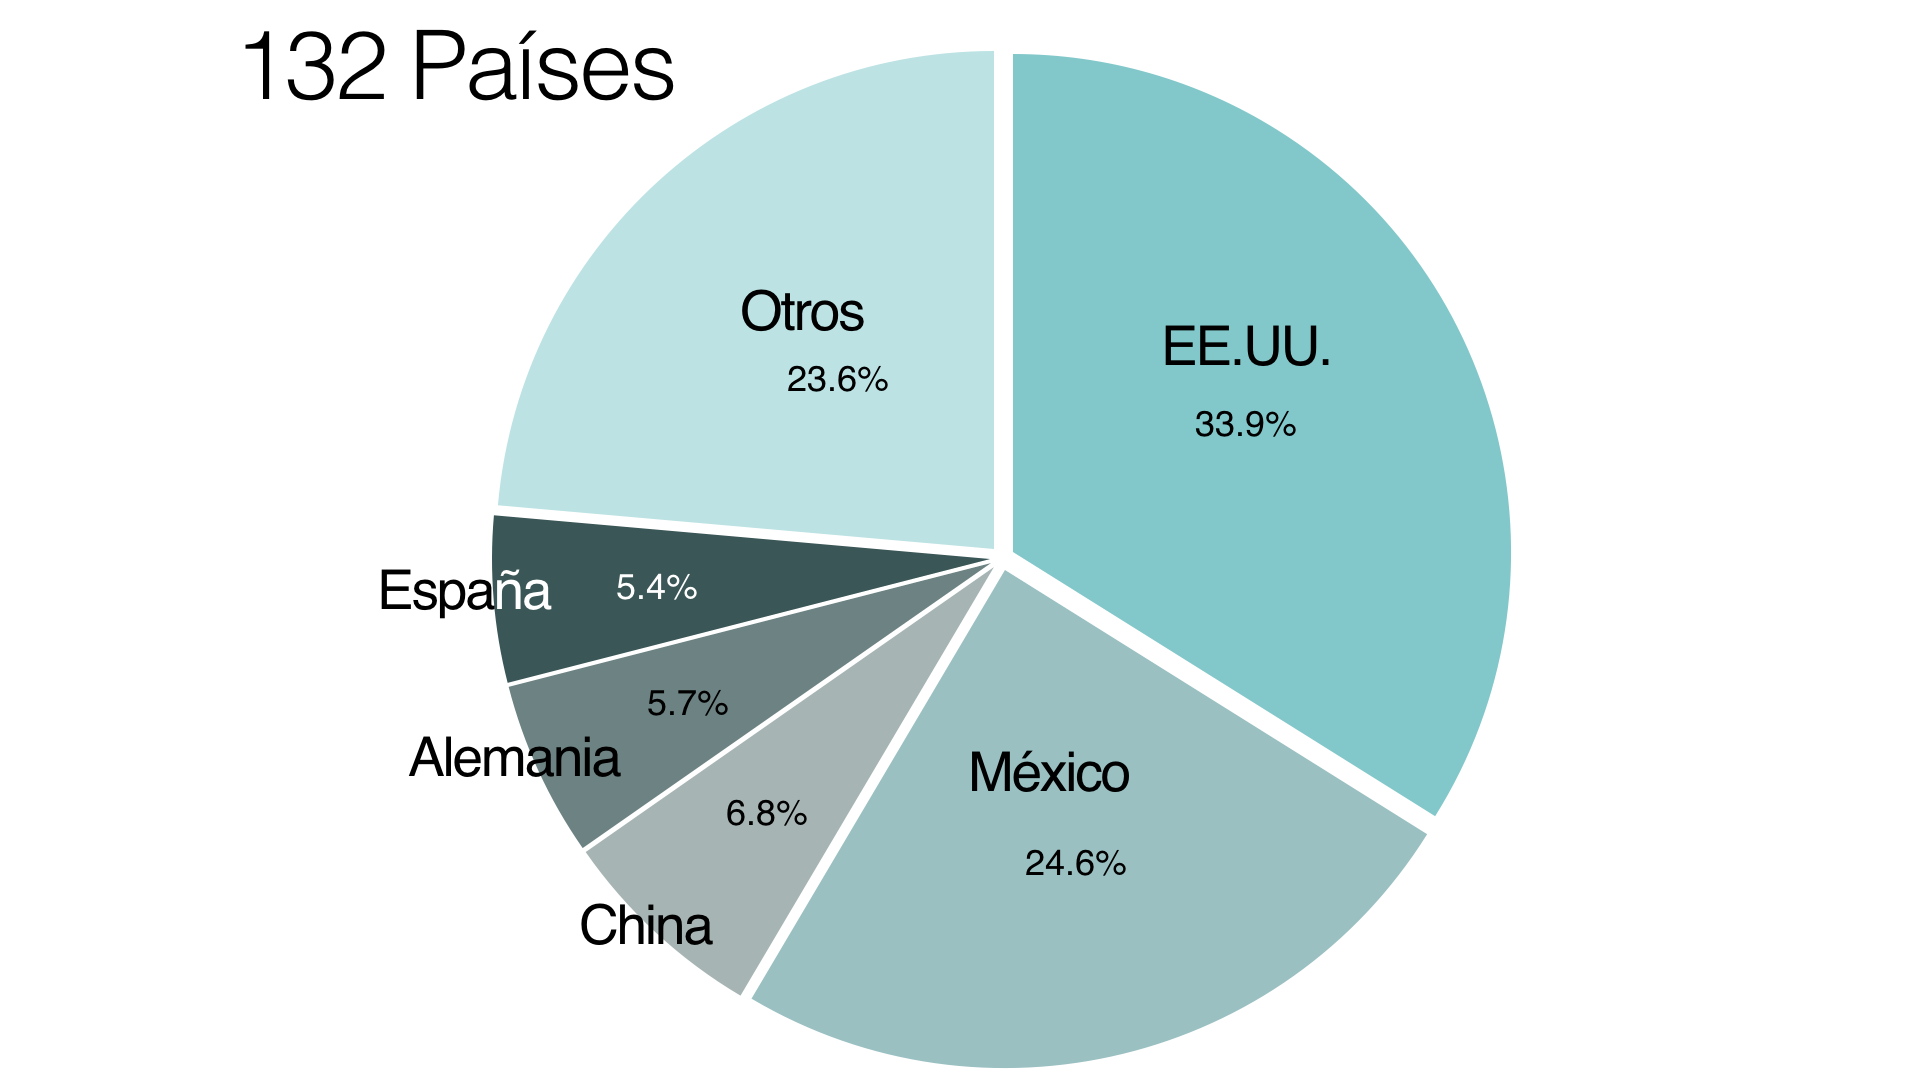 132 Países
Otros
23.6%
EE.UU.
33.9%
España
5.4%
Alemania
5.7%
China
6.8%
México
24.6%